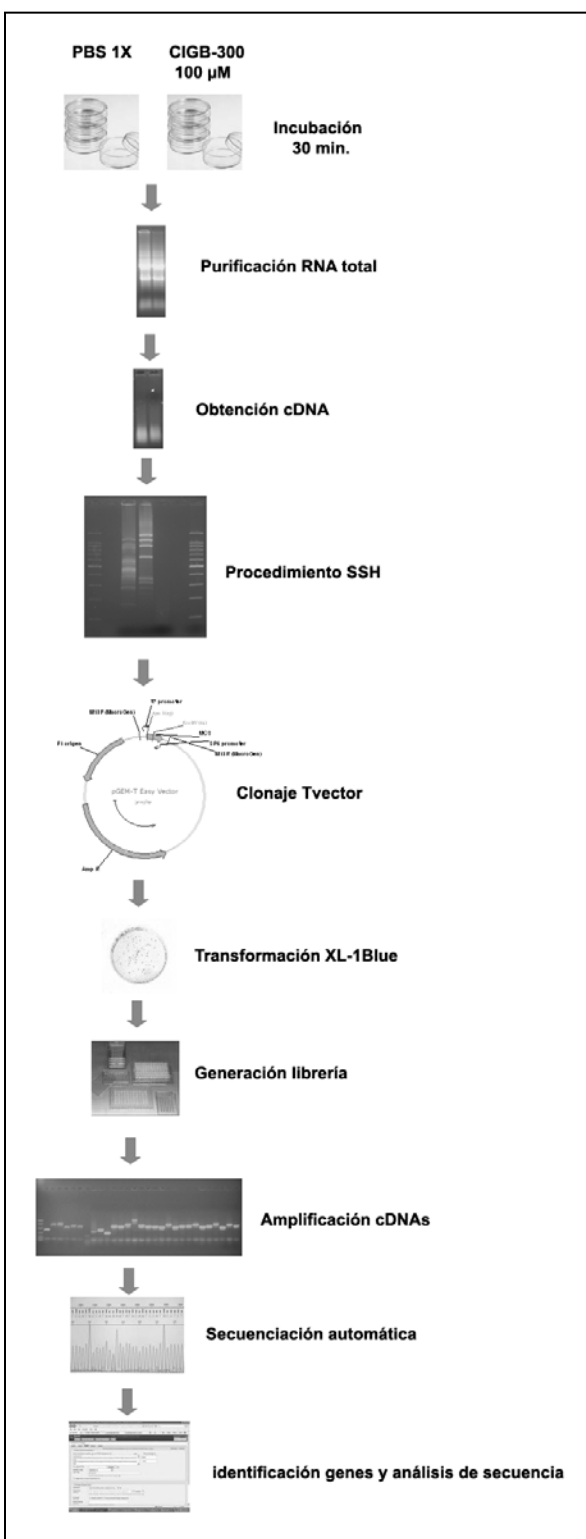 PBS 1X
CIGB-300
100 µM
Incubación
30 min.
Purificación RNA total
Obtención cDNA
Procedimiento SSH
T7 promoter
F1 origen
SP6 promoter
pGEM-T Easy Vector
Amp R
Clonaje Tvector
Transformación XL-1Blue
Generación librería
Amplificación cDNAs
Secuenciación automática
identificación genes y análisis de secuencia